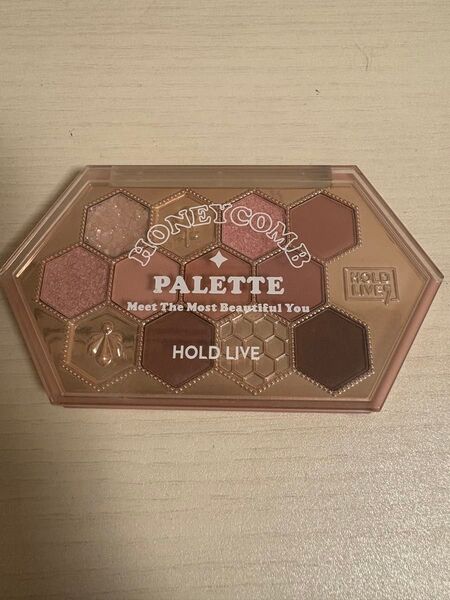 HONEYCOMB
PALETTE
Meet The Most Beautiful You
HOLD LIVE
HOLD
LIVE